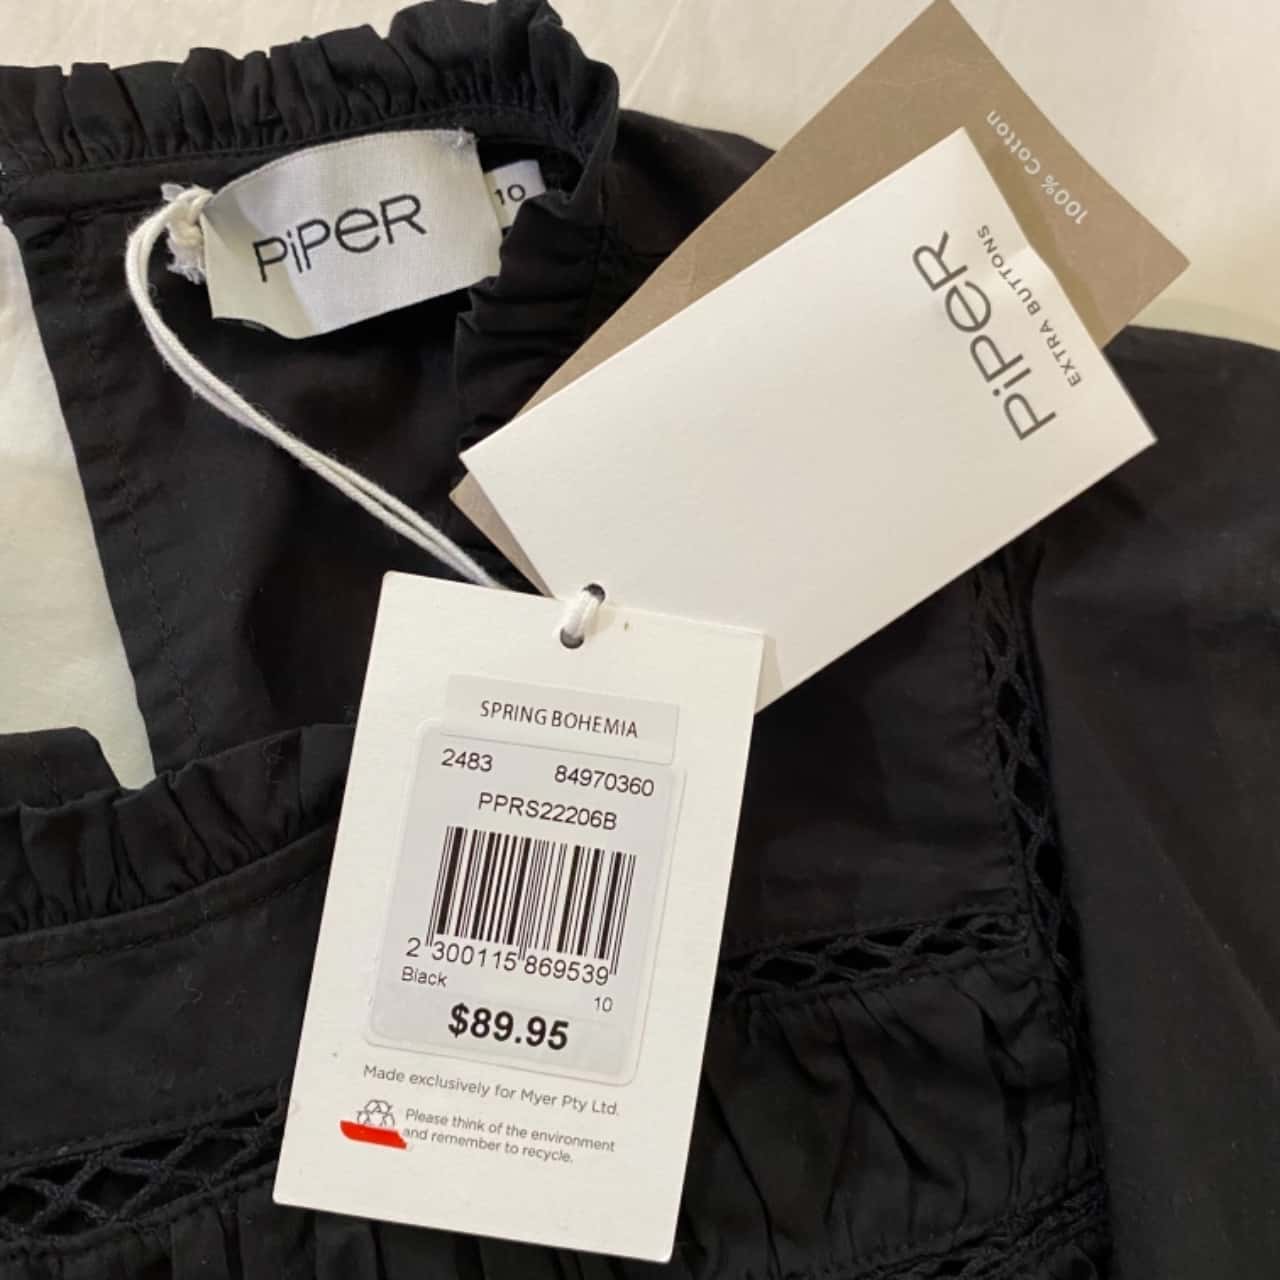 PiPeR
10
100% Cotton
PiPeR
EXTRA BUTTONS
SPRING BOHEMIA
2483 84970360
PPRS22206B
2 300115 869539
Black 10
$89.95
Made exclusively for Myer Pty Ltd.
Please think of the environment
and remember to recycle.